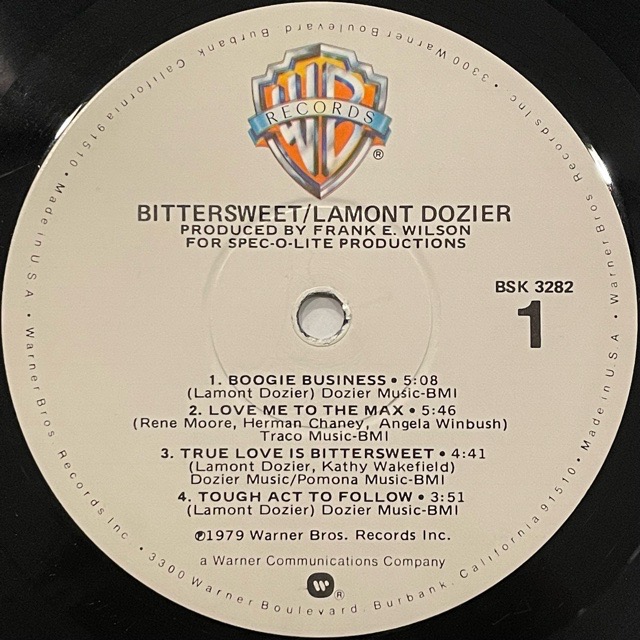 WB
RECORDS
®
BITTERSWEET/LAMONT DOZIER
PRODUCED BY FRANK E. WILSON
FOR SPEC-O-LITE PRODUCTIONS
BSK 3282
1
1. BOOGIE BUSINESS • 5:08
(Lamont Dozier) Dozier Music-BMI
2. LOVE ME TO THE MAX • 5:46
(Rene Moore, Herman Chaney, Angela Winbush)
Traco Music-BMI
3. TRUE LOVE IS BITTERSWEET • 4:41
(Lamont Dozier, Kathy Wakefield)
Dozier Music/Pomona Music-BMI
4. TOUGH ACT TO FOLLOW • 3:51
(Lamont Dozier) Dozier Music-BMI
℗1979 Warner Bros. Records Inc.
a Warner Communications Company
W ®
Warner Bros. Records Inc. • 3300 Warner Boulevard, Burbank, California 91510 • Made in U.S.A. • Warner Bros. Records Inc. • 3300 Warner Boulevard, Burbank, California 91510 • Made in U.S.A. •